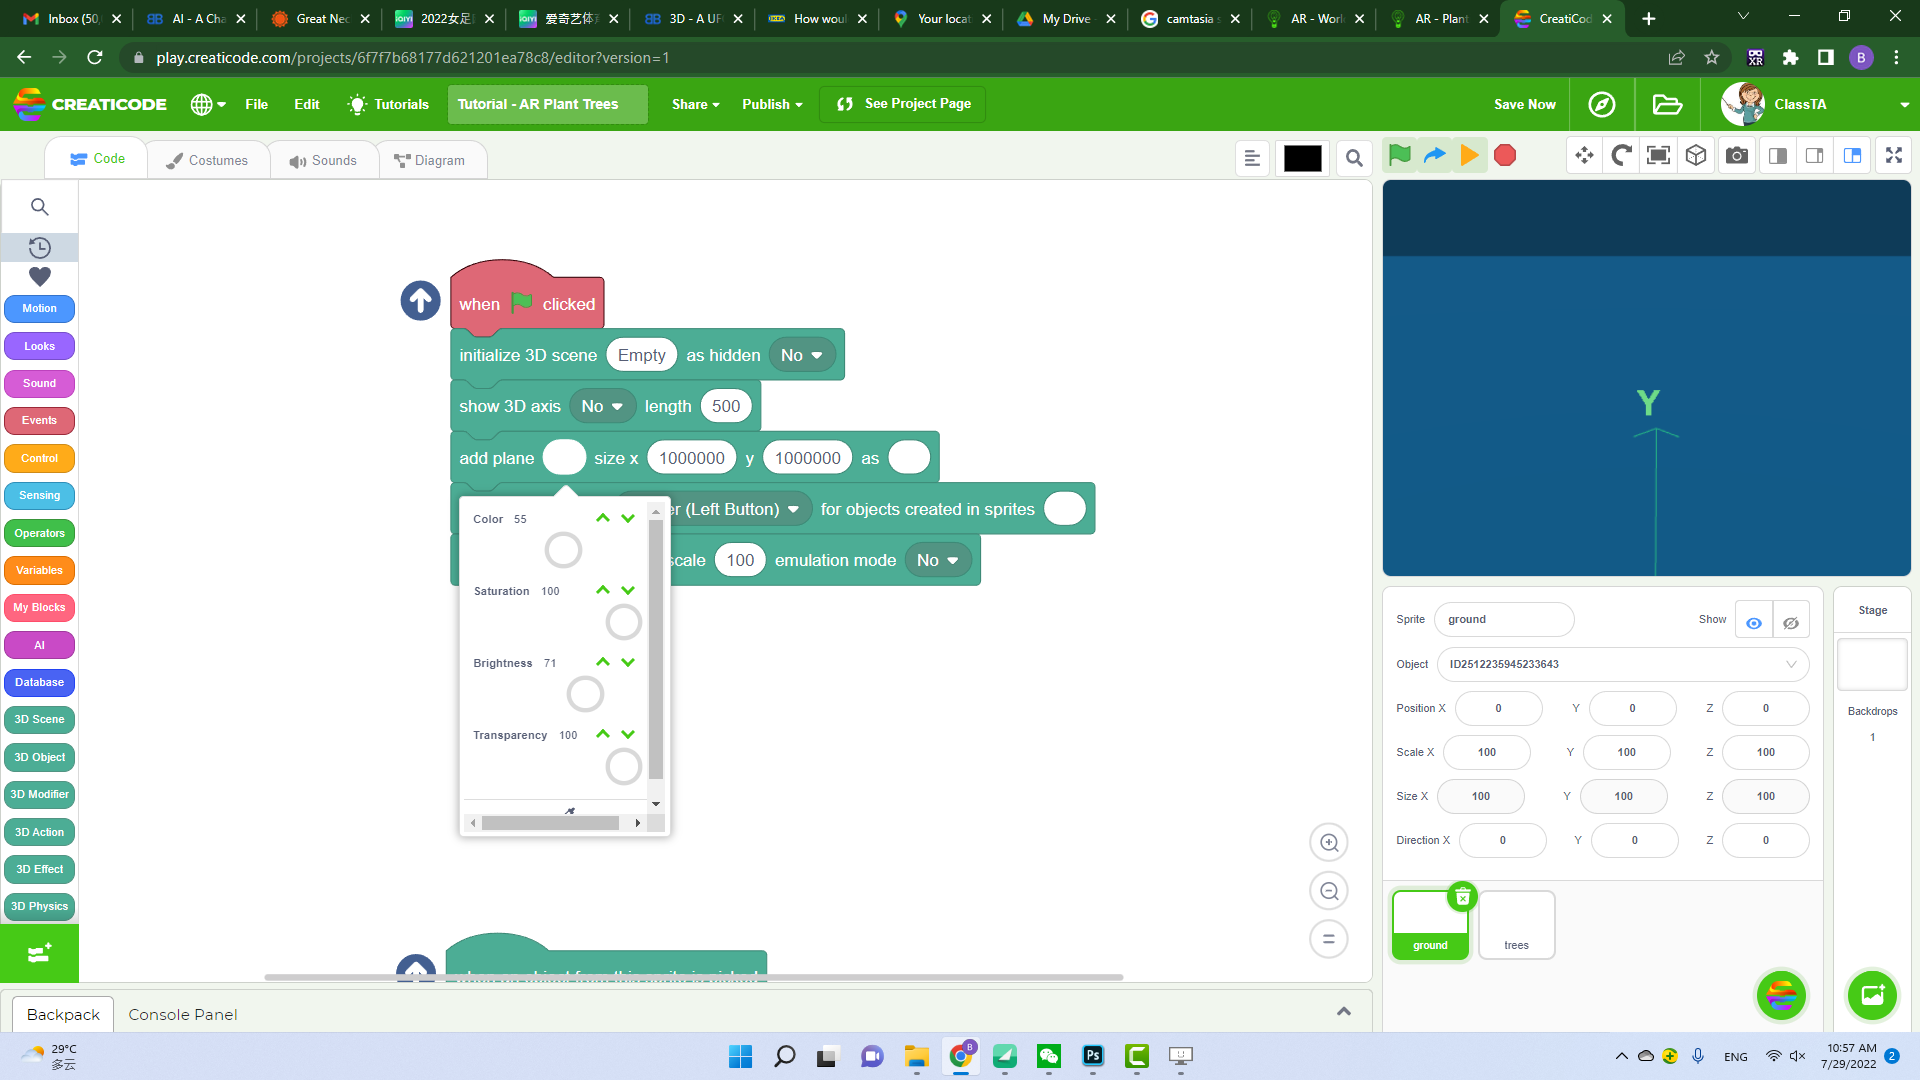 Inbox (50,
AI - A Cha
Great Nec
2022女足
爱奇艺体
3D - A UF
How wou
Your locat
My Drive -
camtasia s
AR - Worl
AR - Plant
CreatiCod
play.creaticode.com/projects/6f7f7b68177d621201ea78c8/editor?version=1
CREATICODE
File
Edit
Tutorials
Tutorial - AR Plant Trees
Share
Publish
See Project Page
Save Now
ClassTA
Code
Costumes
Sounds
Diagram
Motion
Looks
Sound
Events
Control
Sensing
Operators
Variables
My Blocks
AI
Database
3D Scene
3D Object
3D Modifier
3D Action
3D Effect
3D Physics
when clicked
initialize 3D scene Empty as hidden No
show 3D axis No length 500
add plane size x 1000000 y 1000000 as
er (Left Button) for objects created in sprites
scale 100 emulation mode No
Color 55
Saturation 100
Brightness 71
Transparency 100
Y
Sprite ground Show
Object ID2512235945233643
Position X 0 Y 0 Z 0
Scale X 100 Y 100 Z 100
Size X 100 Y 100 Z 100
Direction X 0 Y 0 Z 0
ground
trees
Stage
Backdrops
1
Backpack
Console Panel
29°C
多云
ENG
10:57 AM
7/29/2022
2